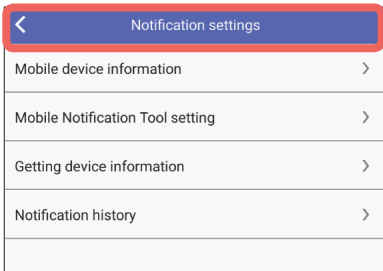 Notification settings
Mobile device information
Mobile Notification Tool setting
Getting device information
Notification history